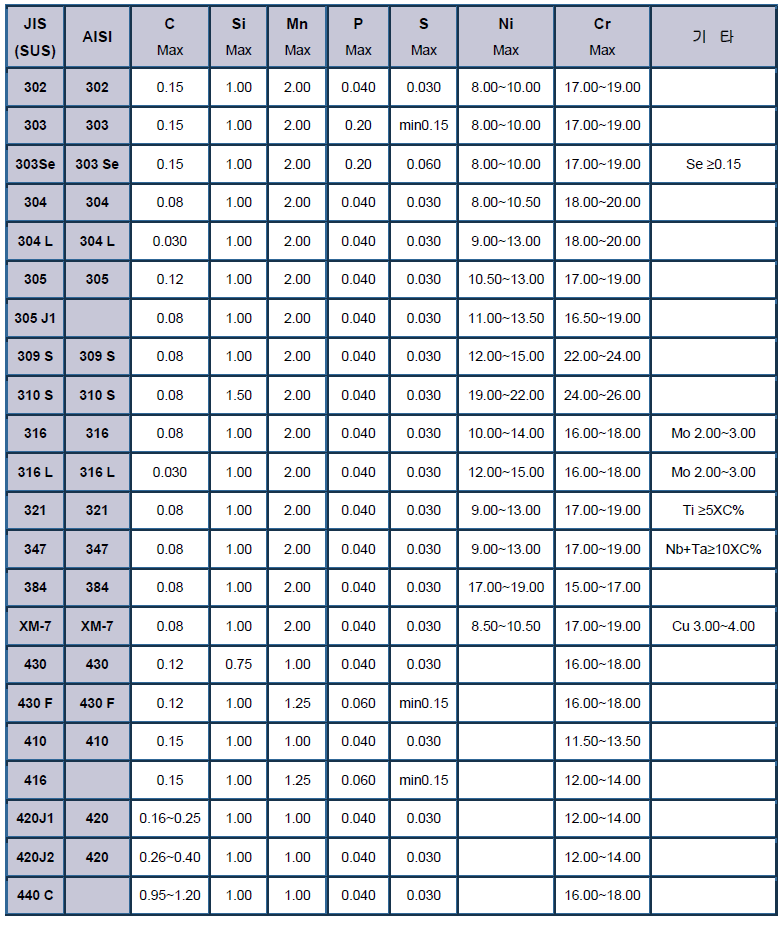 JIS (SUS) AISI C Max Si Max Mn Max P Max S Max Ni Max Cr Max 기 타
302 302 0.15 1.00 2.00 0.040 0.030 8.00~10.00 17.00~19.00
303 303 0.15 1.00 2.00 0.20 min0.15 8.00~10.00 17.00~19.00
303Se 303 Se 0.15 1.00 2.00 0.20 0.060 8.00~10.00 17.00~19.00 Se ≥0.15
304 304 0.08 1.00 2.00 0.040 0.030 8.00~10.50 18.00~20.00
304 L 304 L 0.030 1.00 2.00 0.040 0.030 9.00~13.00 18.00~20.00
305 305 0.12 1.00 2.00 0.040 0.030 10.50~13.00 17.00~19.00
305 J1 0.08 1.00 2.00 0.040 0.030 11.00~13.50 16.50~19.00
309 S 309 S 0.08 1.00 2.00 0.040 0.030 12.00~15.00 22.00~24.00
310 S 310 S 0.08 1.50 2.00 0.040 0.030 19.00~22.00 24.00~26.00
316 316 0.08 1.00 2.00 0.040 0.030 10.00~14.00 16.00~18.00 Mo 2.00~3.00
316 L 316 L 0.030 1.00 2.00 0.040 0.030 12.00~15.00 16.00~18.00 Mo 2.00~3.00
321 321 0.08 1.00 2.00 0.040 0.030 9.00~13.00 17.00~19.00 Ti ≥5XC%
347 347 0.08 1.00 2.00 0.040 0.030 9.00~13.00 17.00~19.00 Nb+Ta≥10XC%
384 384 0.08 1.00 2.00 0.040 0.030 17.00~19.00 15.00~17.00
XM-7 XM-7 0.08 1.00 2.00 0.040 0.030 8.50~10.50 17.00~19.00 Cu 3.00~4.00
430 430 0.12 0.75 1.00 0.040 0.030 16.00~18.00
430 F 430 F 0.12 1.00 1.25 0.060 min0.15 16.00~18.00
410 410 0.15 1.00 1.00 0.040 0.030 11.50~13.50
416 0.15 1.00 1.25 0.060 min0.15 12.00~14.00
420J1 420 0.16~0.25 1.00 1.00 0.040 0.030 12.00~14.00
420J2 420 0.26~0.40 1.00 1.00 0.040 0.030 12.00~14.00
440 C 0.95~1.20 1.00 1.00 0.040 0.030 16.00~18.00